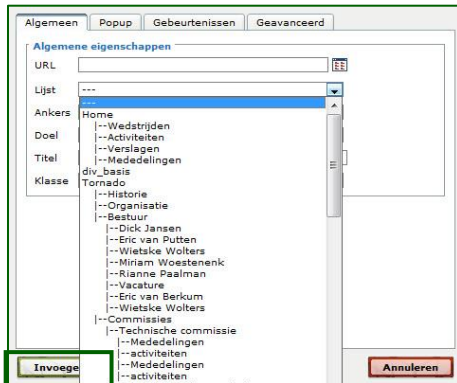 Algemeen Popup Gebeurtenissen Geavanceerd
Algemene eigenschappen
URL
Lijst ---
---
Ankers Home
|--Wedstrijden
Doel |--Activiteiten
|--Verslagen
Titel |--Mededelingen
div_basis
Klasse Tornado
|--Historie
|--Organisatie
|--Bestuur
|--Dick Jansen
|--Eric van Putten
|--Wietske Wolters
|--Miriam Woestenenk
|--Rianne Paalman
|--Vacature
|--Eric van Berkum
|--Wietske Wolters
|--Commissies
|--Technische commissie
|--Mededelingen
|--activiteiten
|--Mededelingen
|--activiteiten
Invoege Annuleren